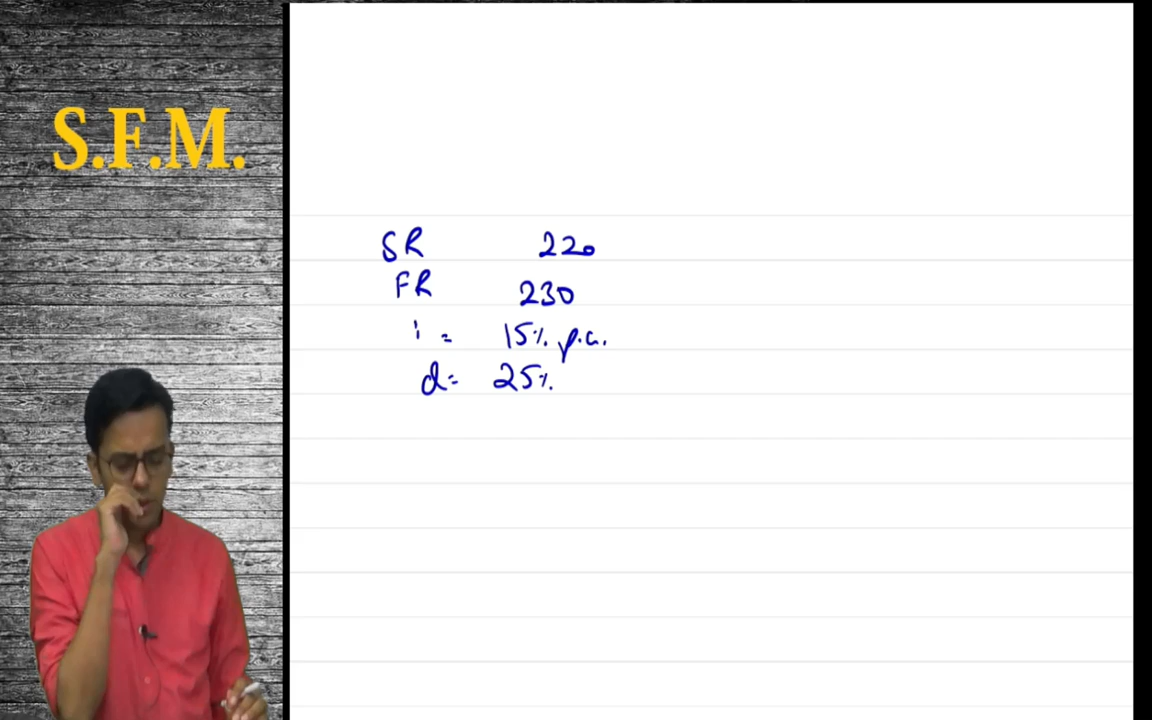 S.F.M.
SR 220
FR 230
i = 15% p.a.
d= 25%